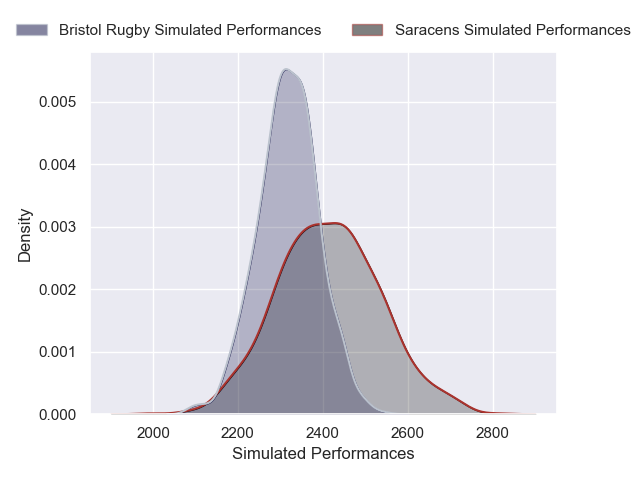 Bristol Rugby Simulated Performances Saracens Simulated Performances
0.005
0.004
0.003
0.002
0.001
0.000
Density
2000 2200 2400 2600 2800
Simulated Performances